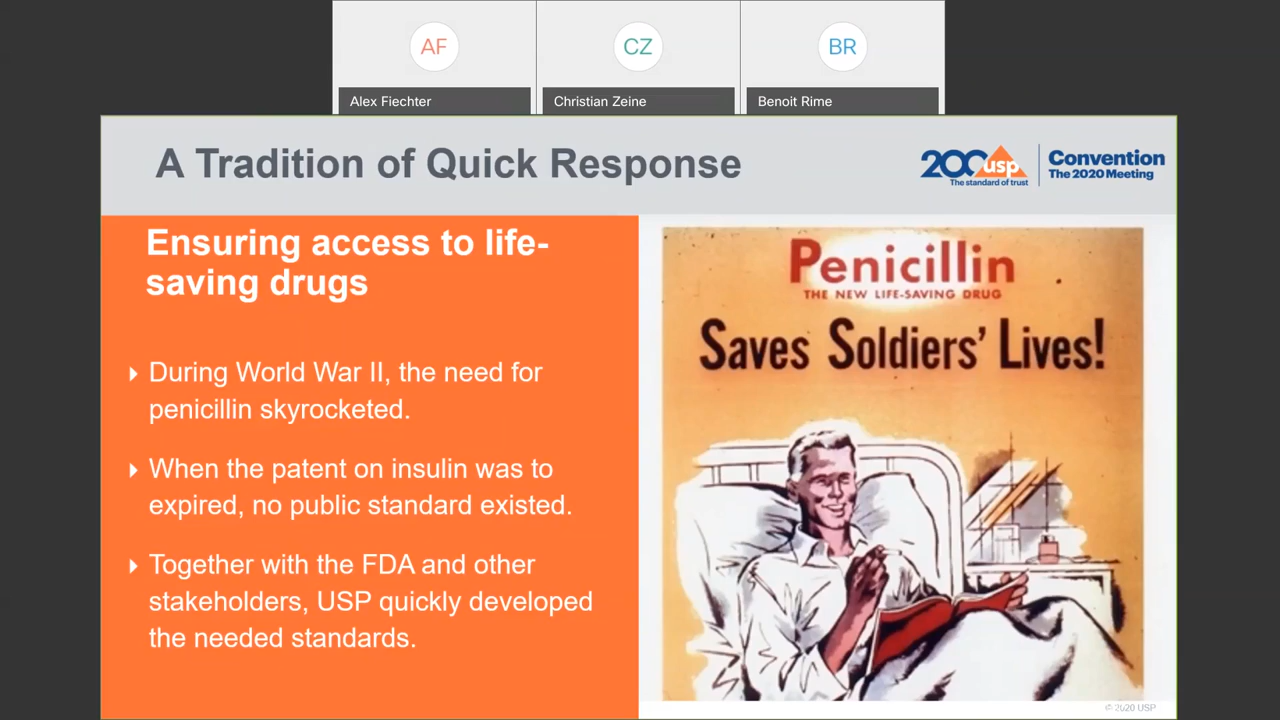 AF
CZ
BR
Alex Fiechter
Christian Zeine
Benoit Rime
A Tradition of Quick Response
200 usp
The standard of trust
Convention
The 2020 Meeting
Ensuring access to life-
saving drugs
During World War II, the need for
penicillin skyrocketed.
When the patent on insulin was to
expired, no public standard existed.
Together with the FDA and other
stakeholders, USP quickly developed
the needed standards.
Penicillin
THE NEW LIFE-SAVING DRUG
Saves Soldiers' Lives!
© 2020 USP